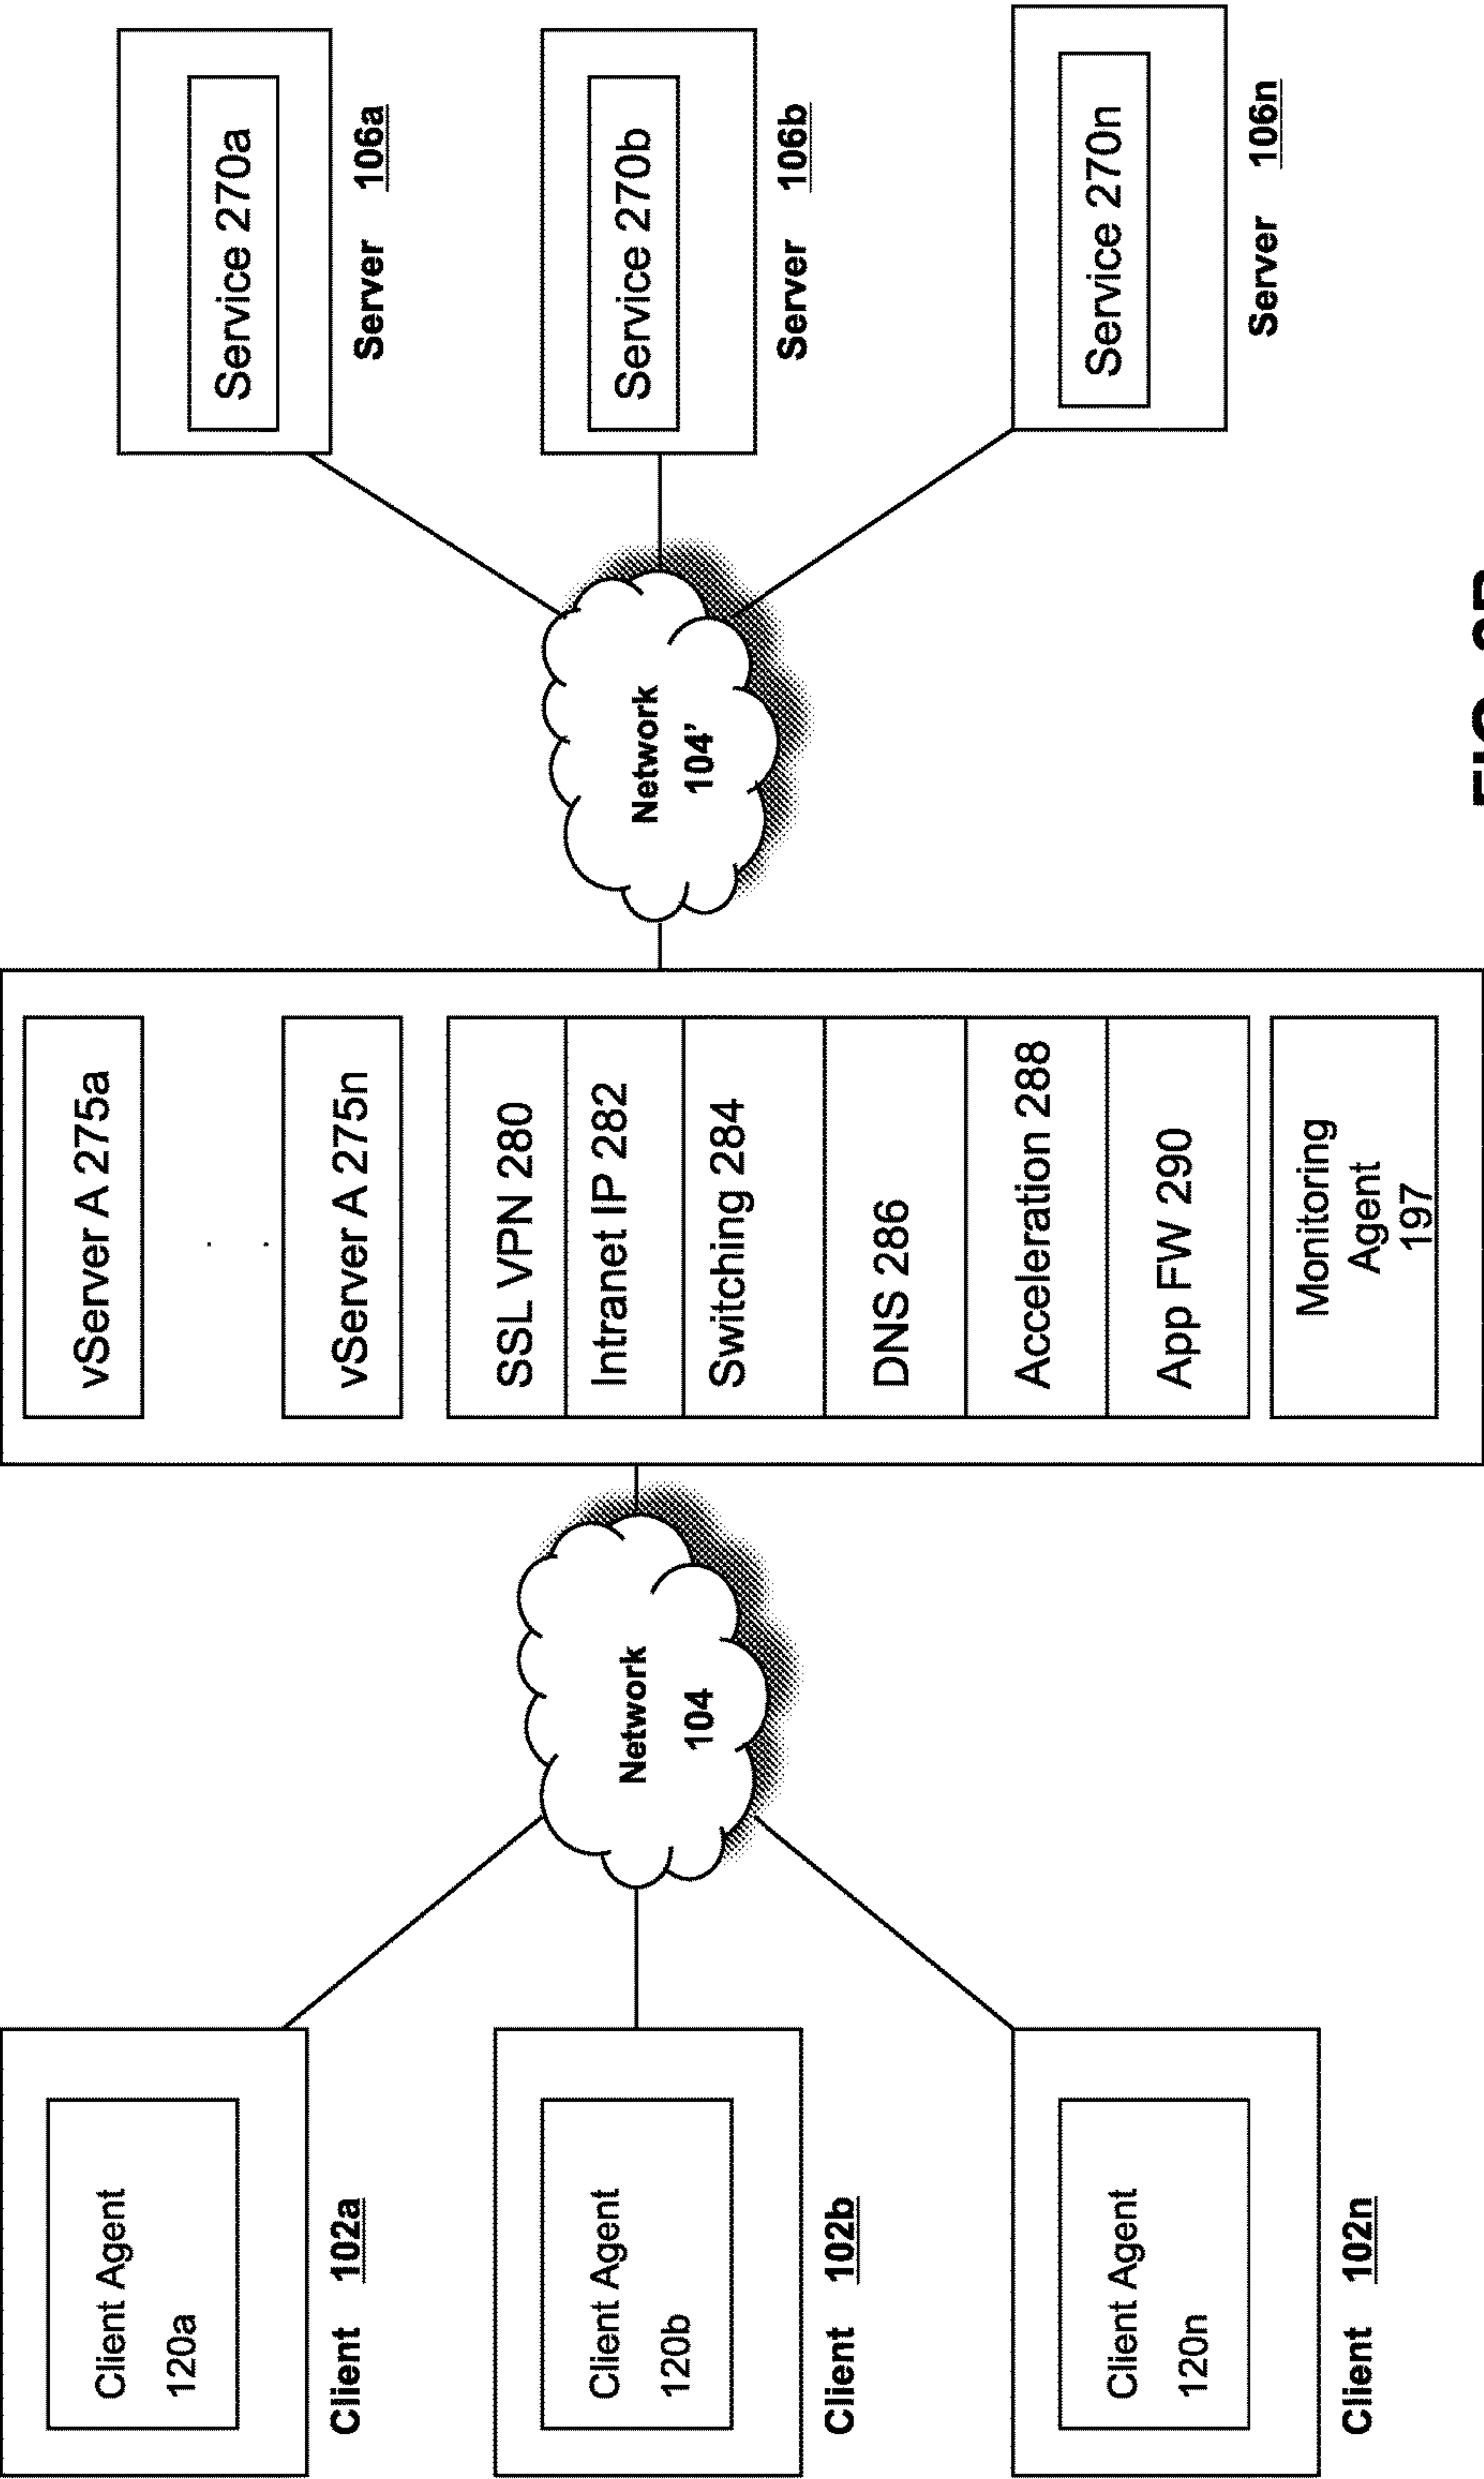 Client Agent
120a
Client 102a
Client Agent
120b
Client 102b
Client Agent
120n
Client 102n
Network
104
vServer A 275a
vServer A 275n
SSL VPN 280
Intranet IP 282
Switching 284
DNS 286
Acceleration 288
App FW 290
Monitoring
Agent
197
Network
104’
Service 270a
Server 106a
Service 270b
Server 106b
Service 270n
Server 106n